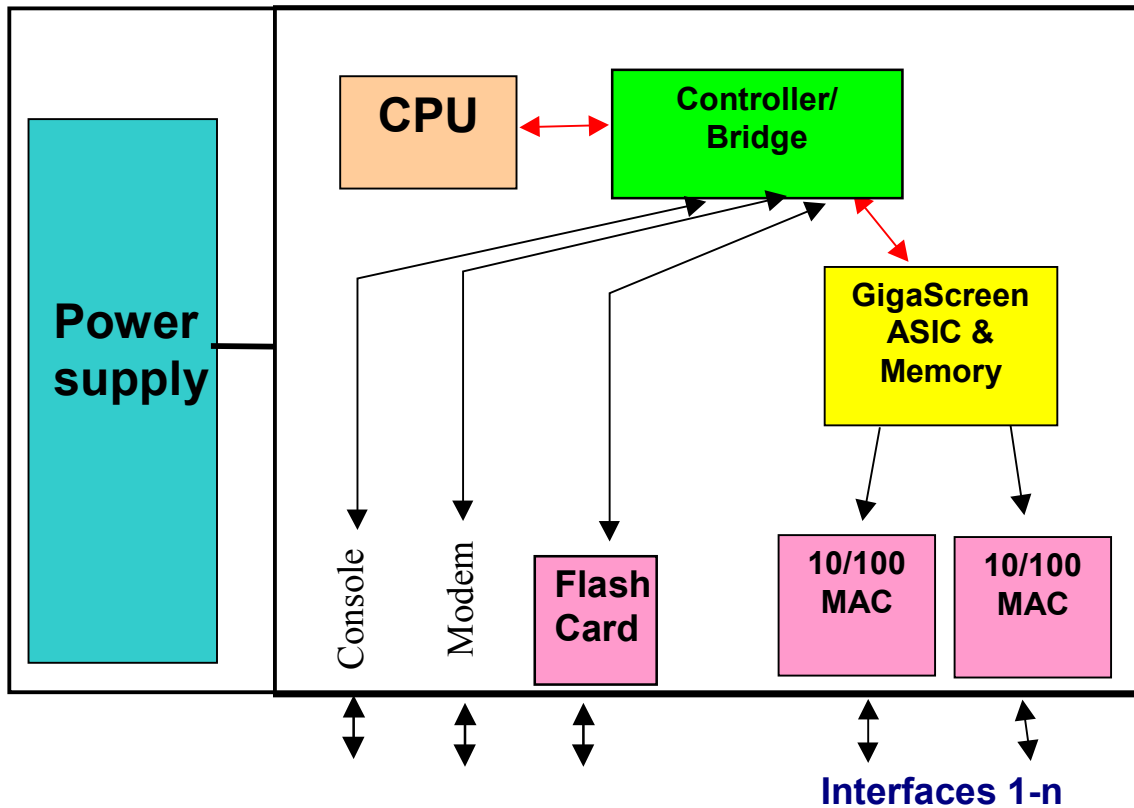 CPU
Controller/
Bridge
Power
supply
GigaScreen
ASIC &
Memory
Console
Modem
Flash
Card
10/100
MAC
10/100
MAC
Interfaces 1-n